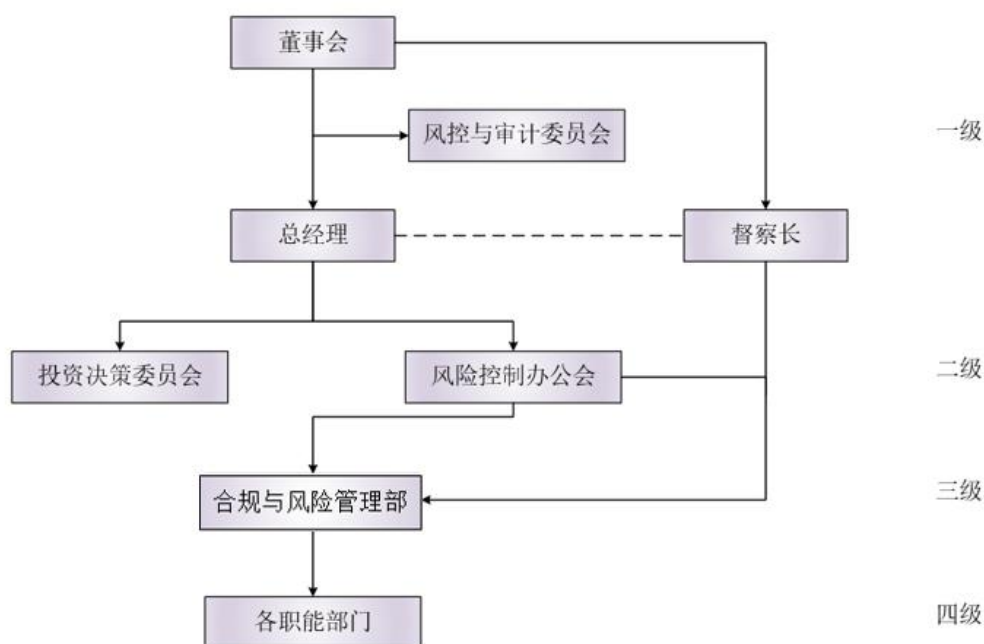 董事会
风控与审计委员会
一级
总经理
督察长
投资决策委员会
风险控制办公会
二级
合规与风险管理部
三级
各职能部门
四级